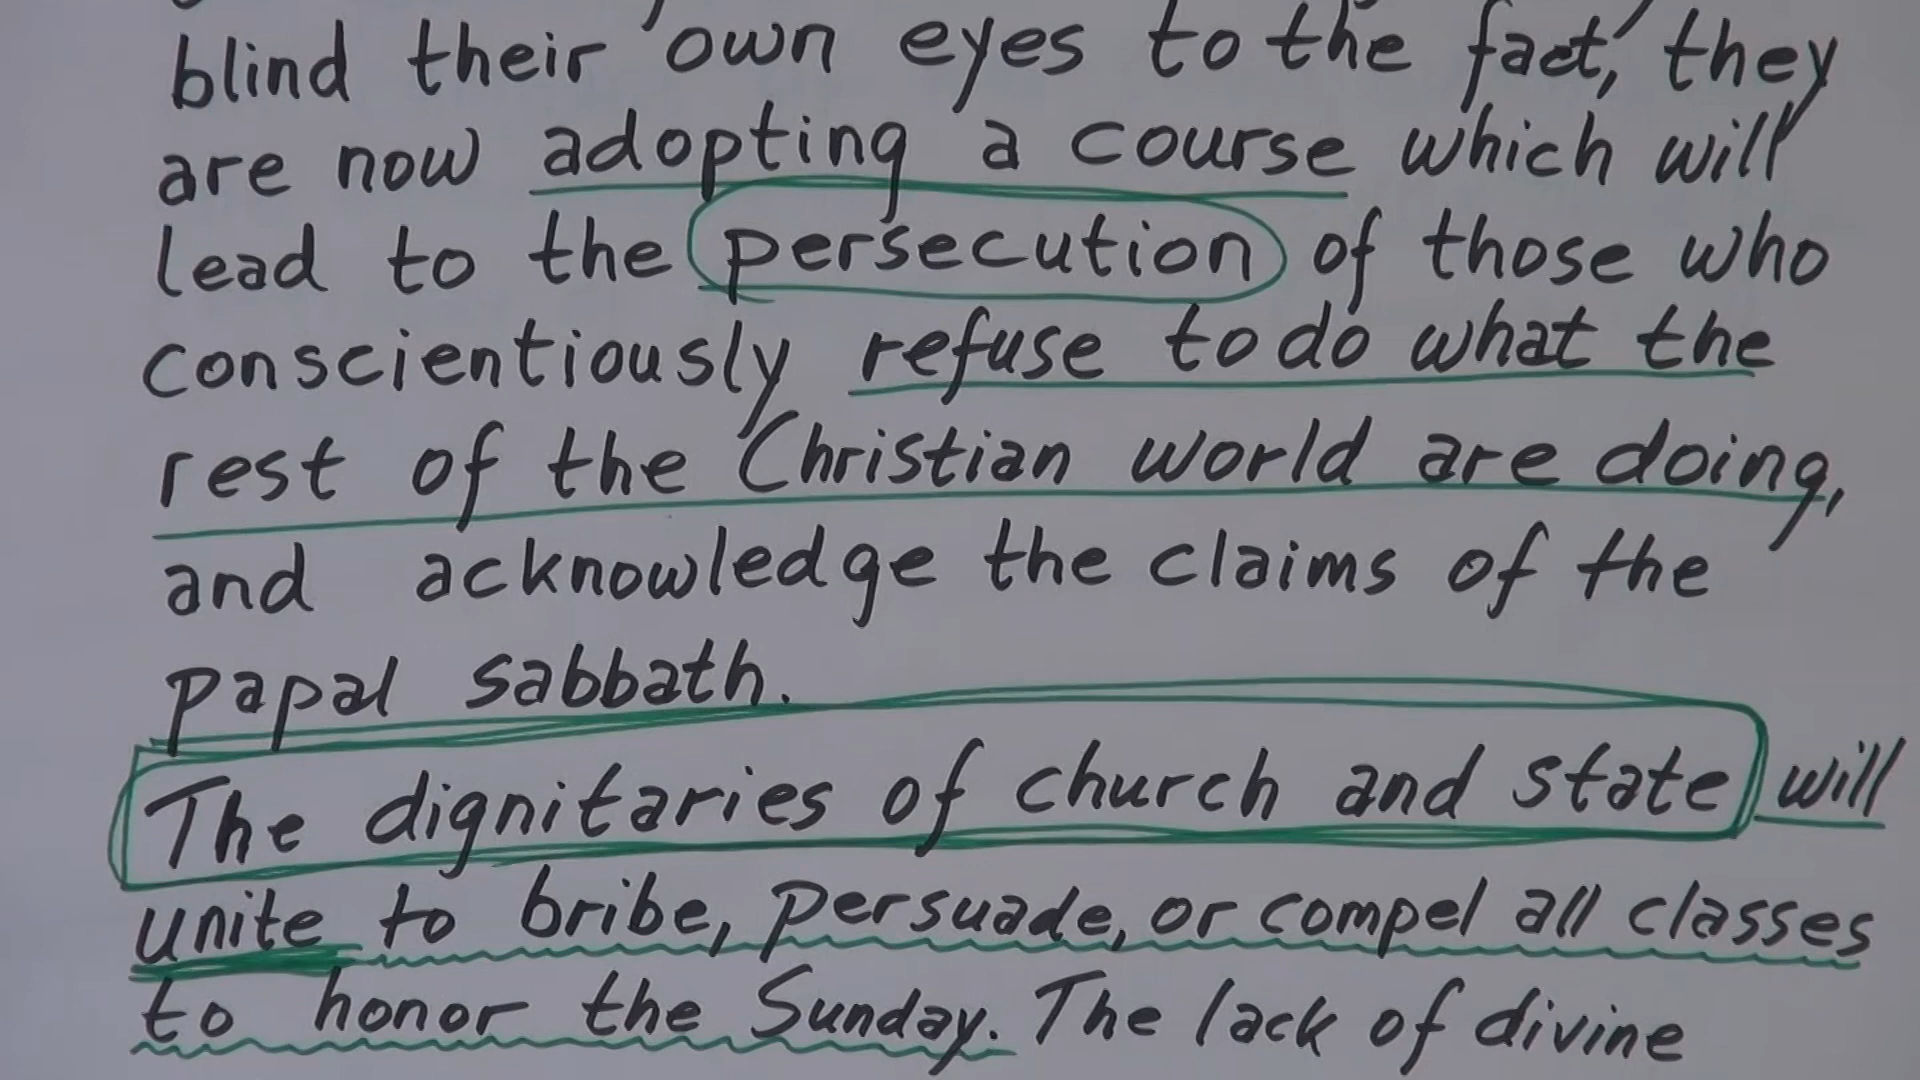 blind their own eyes to the fact, they
are now adopting a course which will
lead to the persecution of those who
conscientiously refuse to do what the
rest of the Christian world are doing,
and acknowledge the claims of the
papal sabbath.
The dignitaries of church and state will
unite to bribe, persuade, or compel all classes
to honor the Sunday. The lack of divine